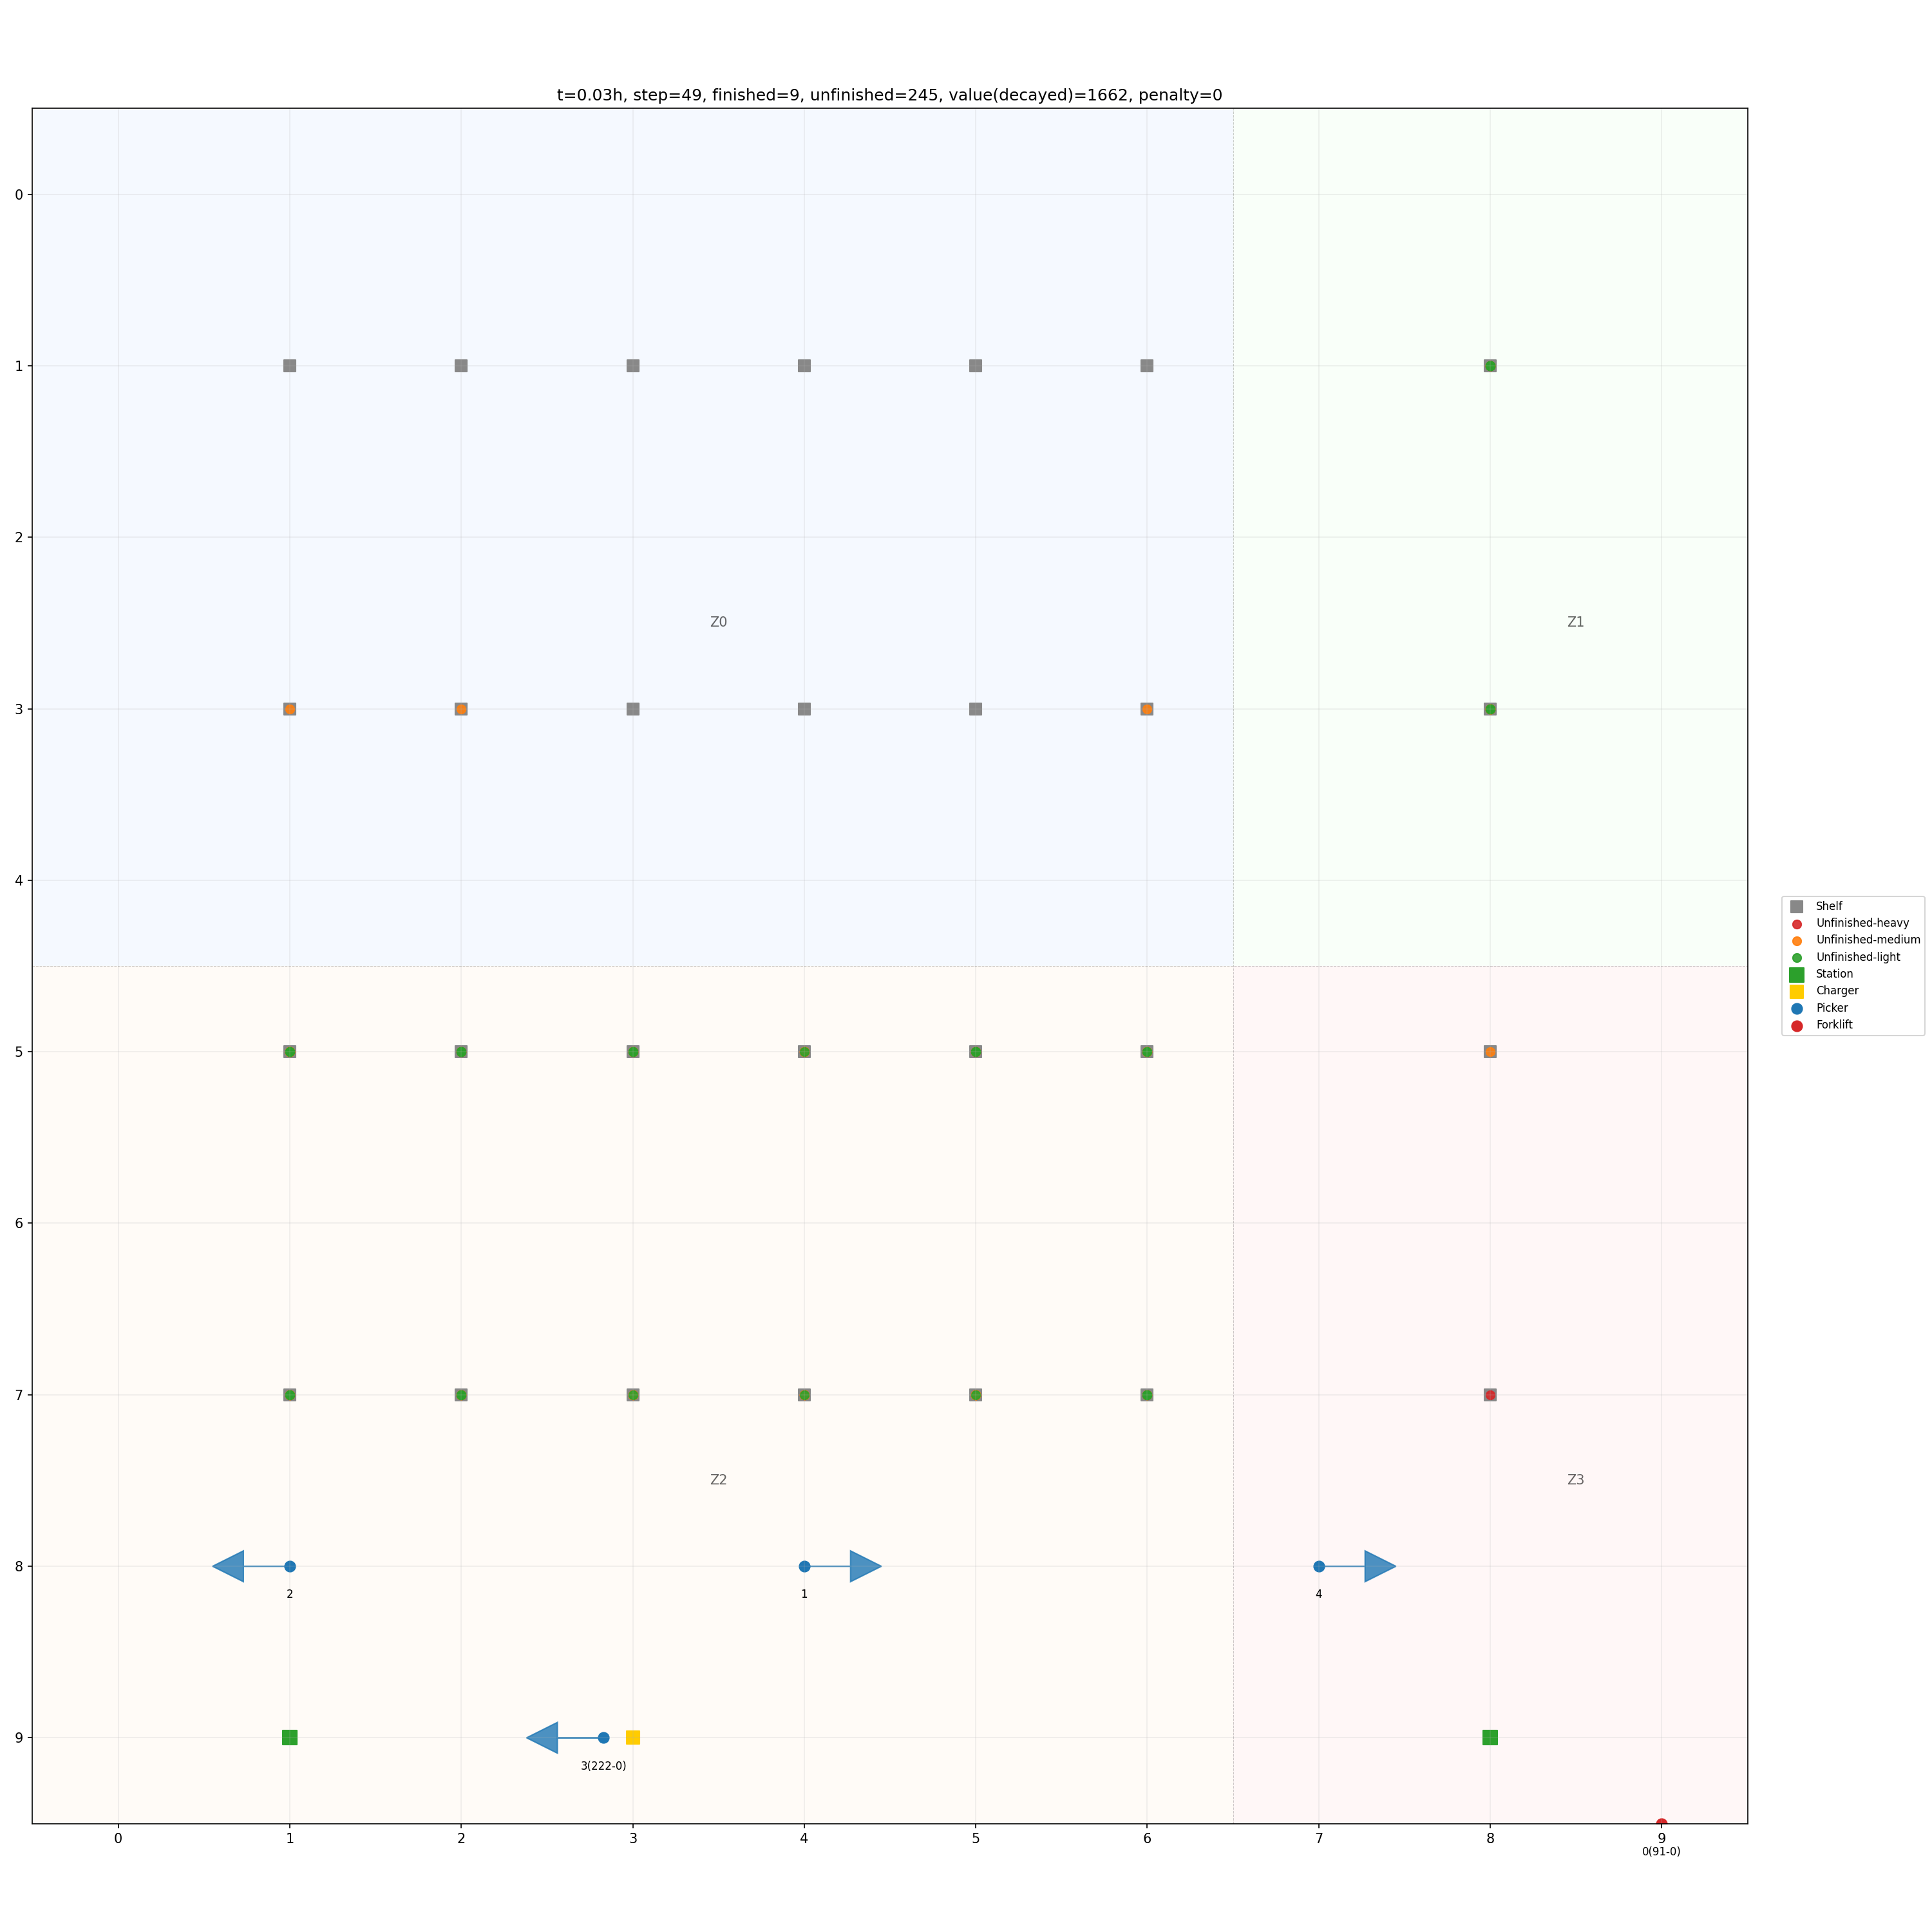 t=0.03h, step=49, finished=9, unfinished=245, value(decayed)=1662, penalty=0
0
1
2
Z0
Z1
3
4
Shelf
Unfinished-heavy
Unfinished-medium
Unfinished-light
Station
Charger
Picker
Forklift
5
6
7
Z2
Z3
8
2
1
4
9
3(222-0)
0
1
2
3
4
5
6
7
8
9
0(91-0)